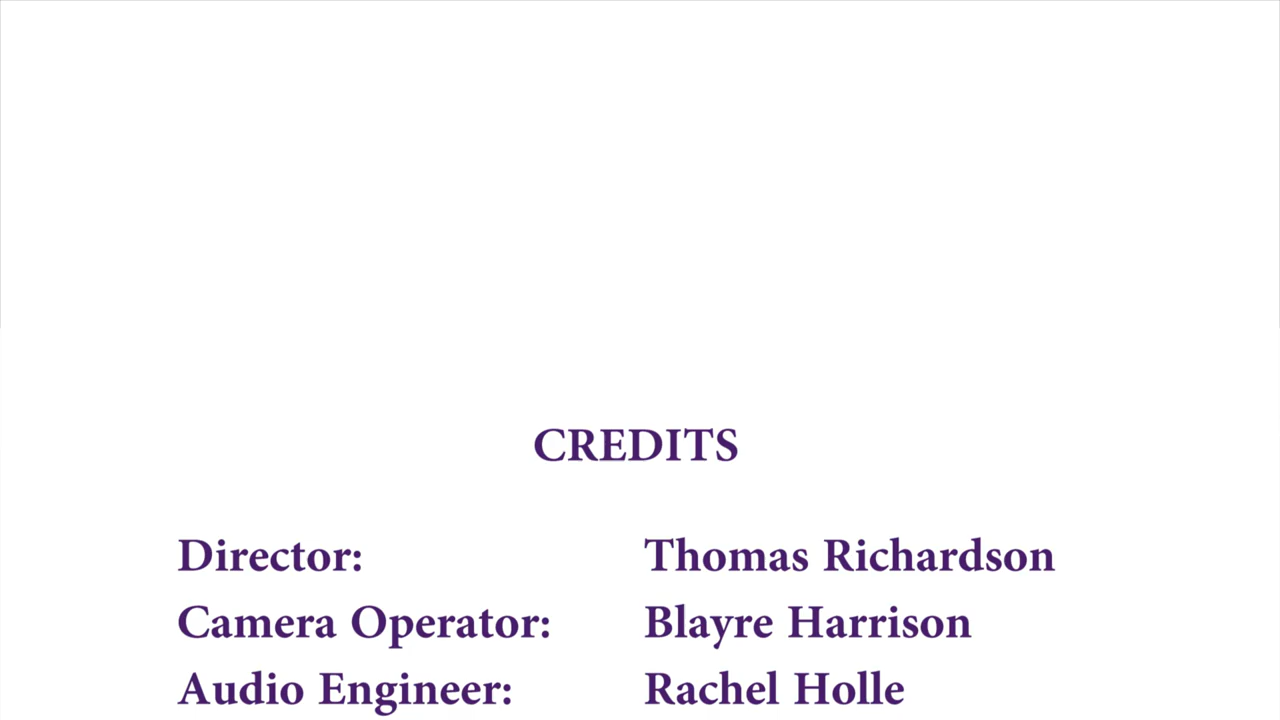 CREDITS
Director: Thomas Richardson
Camera Operator: Blayre Harrison
Audio Engineer: Rachel Holle